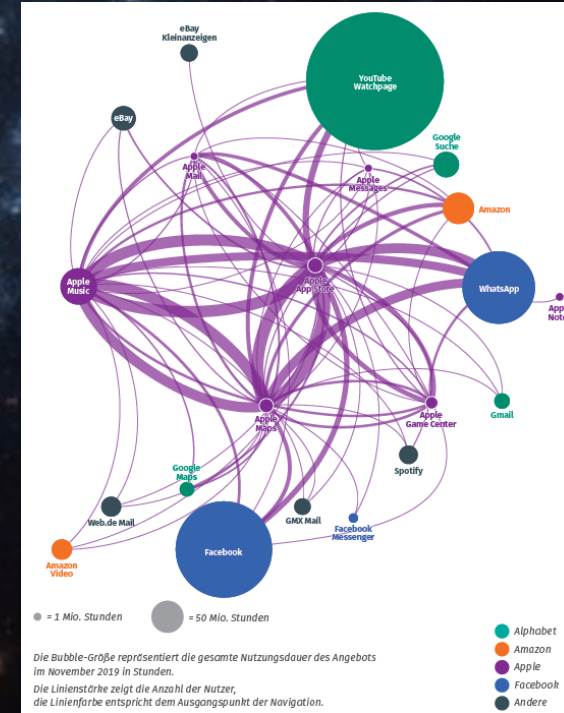 eBay
Kleinanzeigen
YouTube
Watchpage
eBay
Google
Suche
Apple
Mail
Apple
Messages
Amazon
Apple
App Store
Apple
Music
WhatsApp
App
Not
Apple
Maps
Apple
Game Center
Gmail
Spotify
Google
Maps
Web.de Mail
GMX Mail
Facebook
Messenger
Facebook
Amazon
Video
= 1 Mio. Stunden
= 50 Mio. Stunden
Die Bubble-Größe repräsentiert die gesamte Nutzungsdauer des Angebots
im November 2019 in Stunden.
Die Linienstärke zeigt die Anzahl der Nutzer,
die Linienfarbe entspricht dem Ausgangspunkt der Navigation.
Alphabet
Amazon
Apple
Facebook
Andere